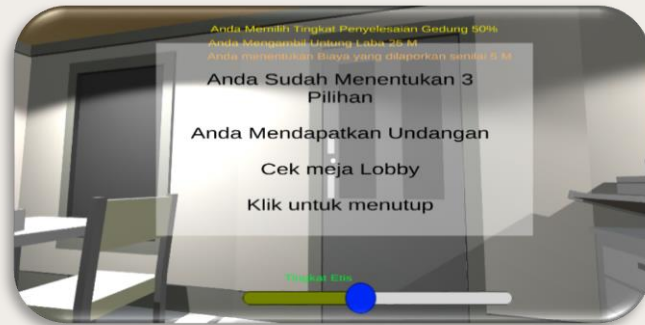 Anda Memilih Tingkat Penyelesaian Gedung 50%
Anda Mengambil Untung Laba 25 M
Anda menentukan Biaya yang dilaporkan senilai 5 M
Anda Sudah Menentukan 3
Pilihan
Anda Mendapatkan Undangan
Cek meja Lobby
Klik untuk menutup
Tingkat Etis